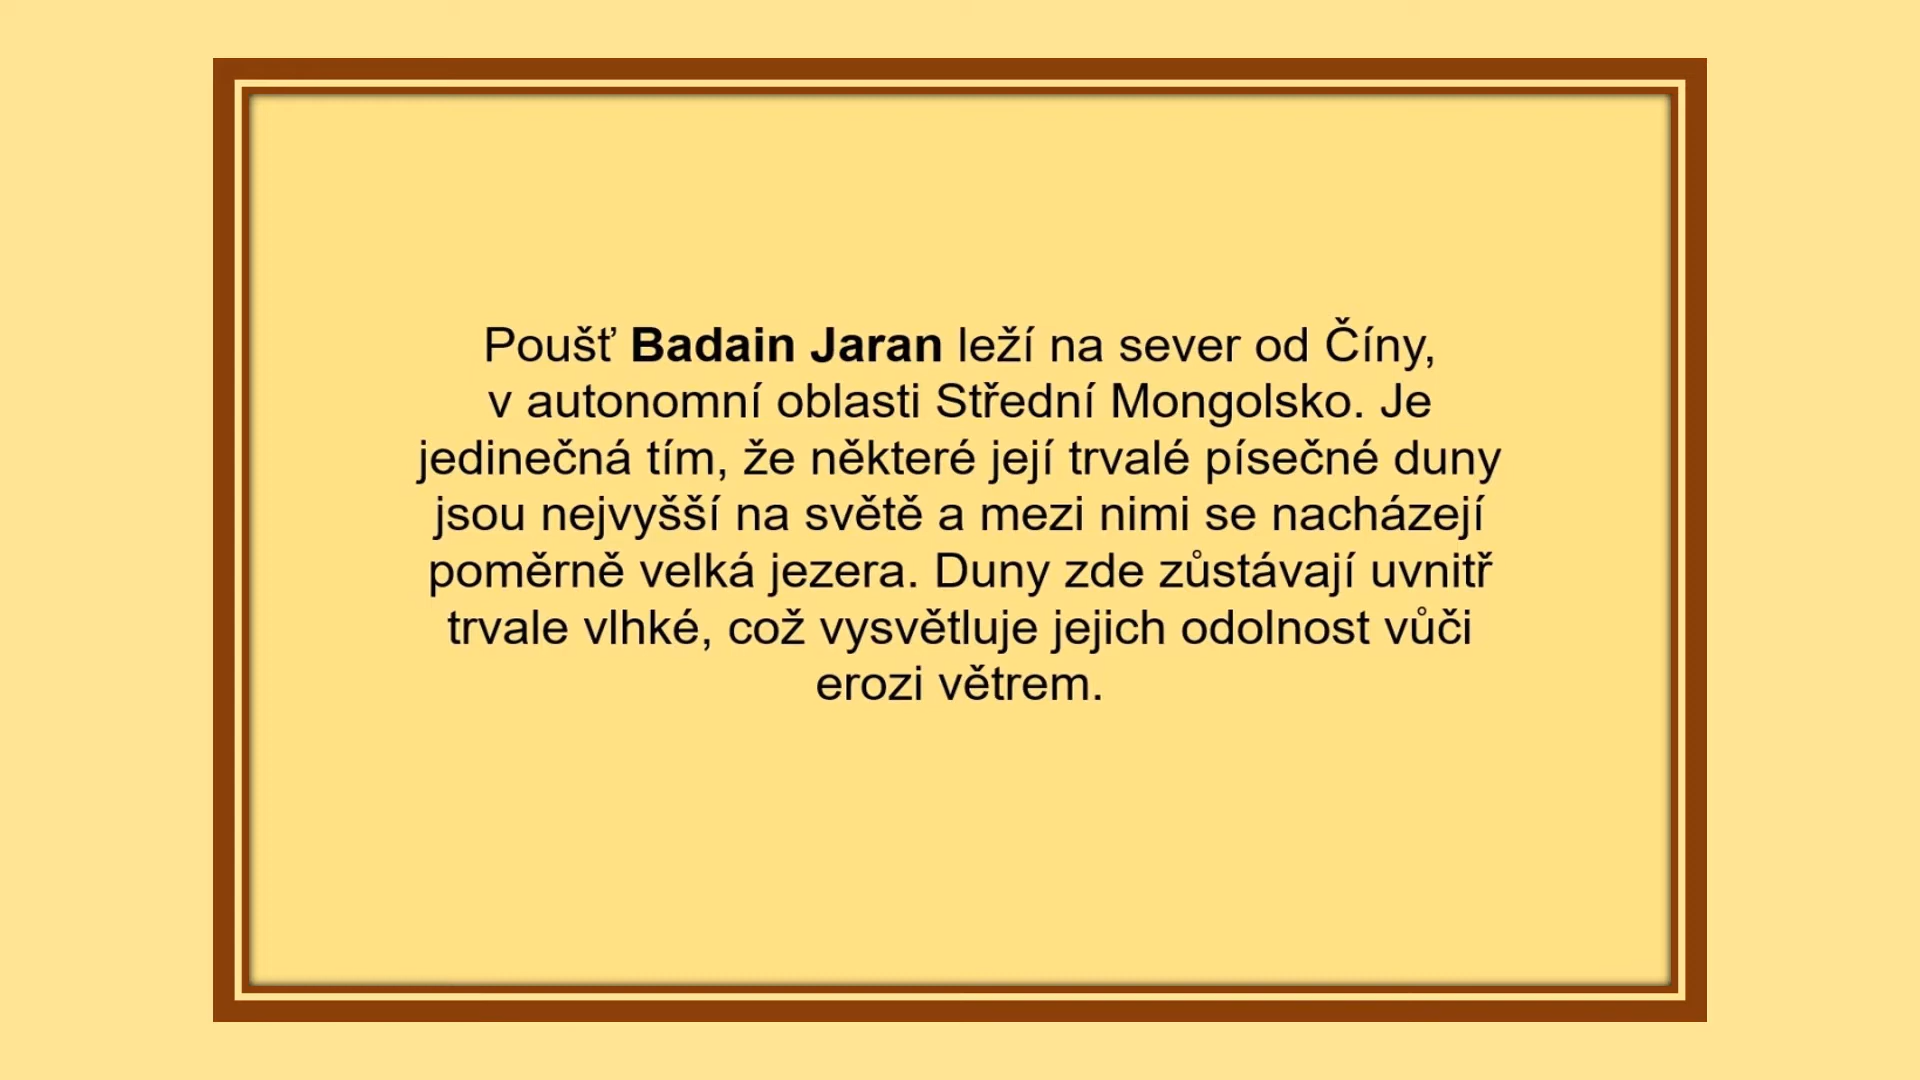 Poušť Badain Jaran leží na sever od Číny,
v autonomní oblasti Střední Mongolsko. Je
jedinečná tím, že některé její trvalé písečné duny
jsou nejvyšší na světě a mezi nimi se nacházejí
poměrně velká jezera. Duny zde zůstávají uvnitř
trvale vlhké, což vysvětluje jejich odolnost vůči
erozi větrem.